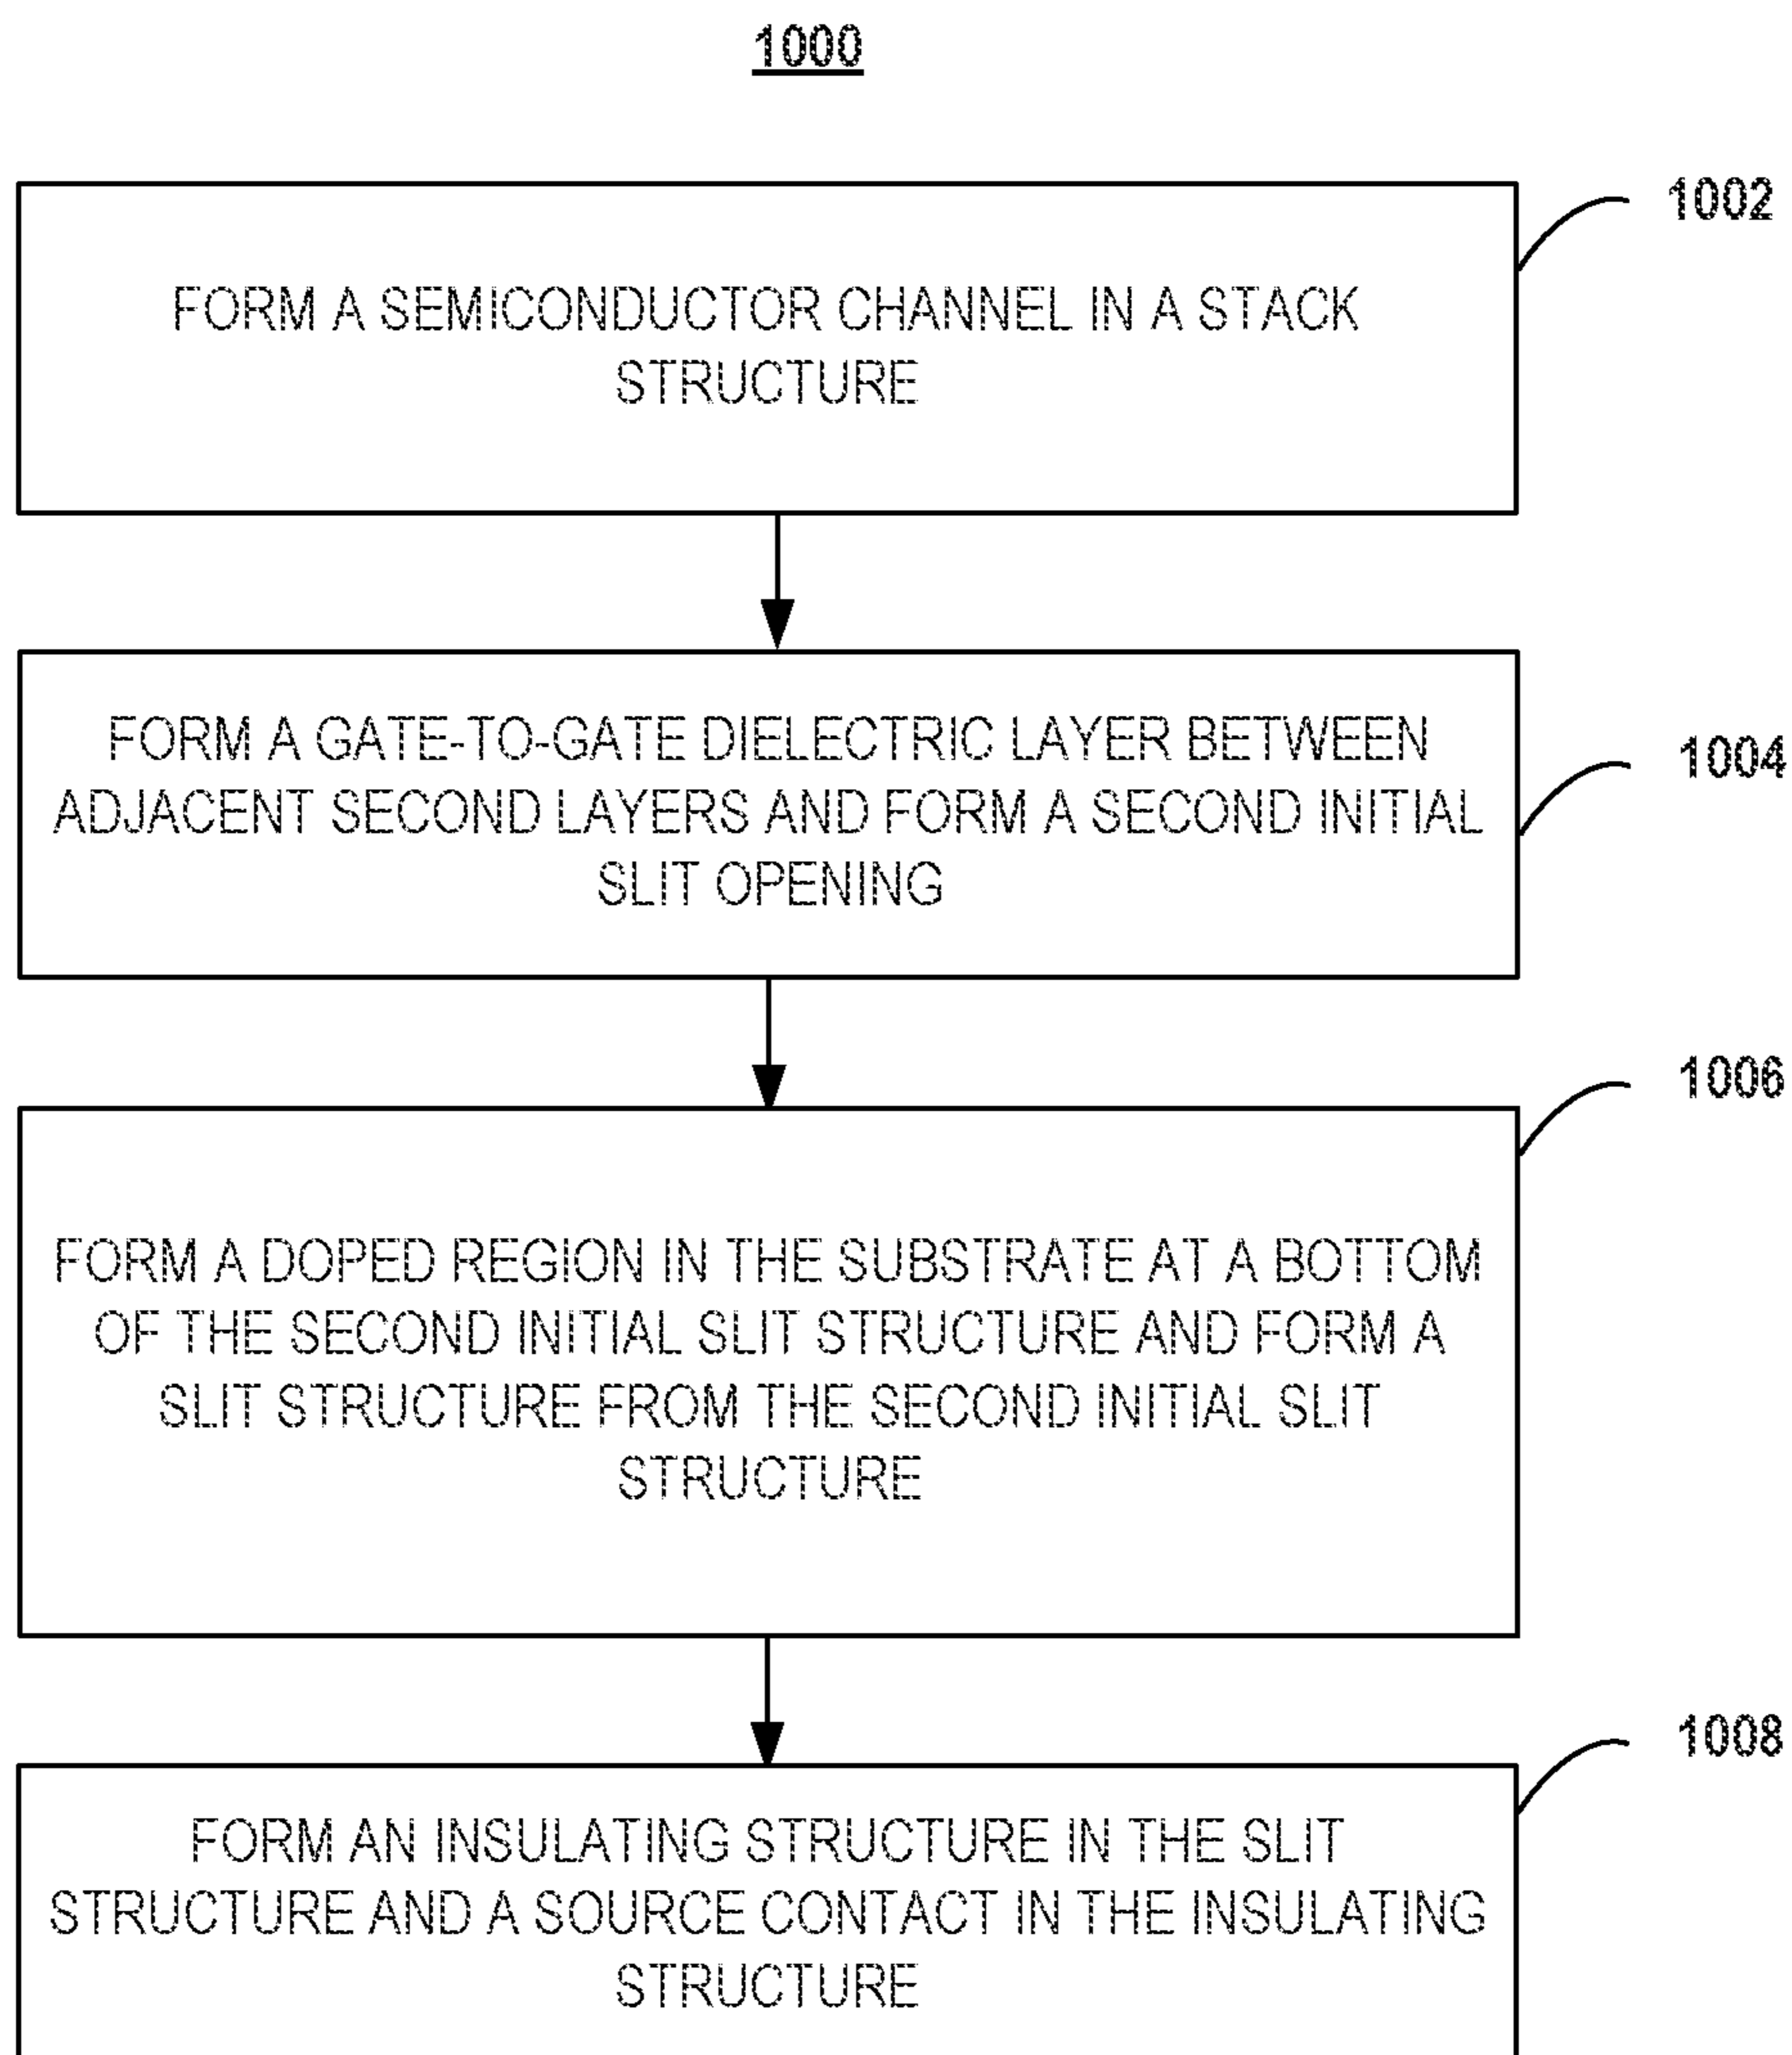 1000
1002
FORM A SEMICONDUCTOR CHANNEL IN A STACK
STRUCTURE
1004
FORM A GATE-TO-GATE DIELECTRIC LAYER BETWEEN
ADJACENT SECOND LAYERS AND FORM A SECOND INITIAL
SLIT OPENING
1006
FORM A DOPED REGION IN THE SUBSTRATE AT A BOTTOM
OF THE SECOND INITIAL SLIT STRUCTURE AND FORM A
SLIT STRUCTURE FROM THE SECOND INITIAL SLIT
STRUCTURE
1008
FORM AN INSULATING STRUCTURE IN THE SLIT
STRUCTURE AND A SOURCE CONTACT IN THE INSULATING
STRUCTURE